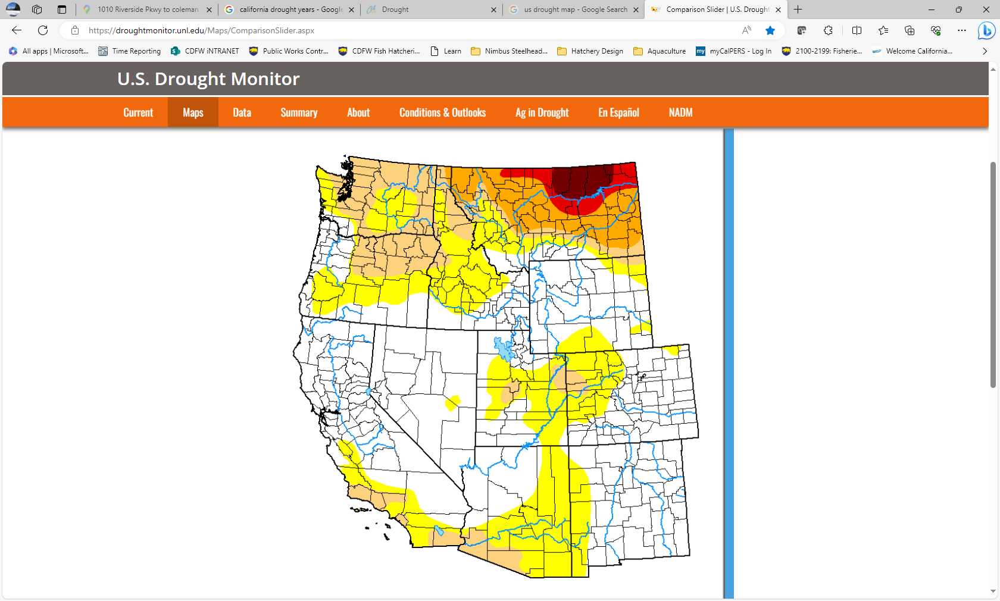 1010 Riverside Pkwy to coleman
california drought years - Google
Drought
us drought map - Google Search
Comparison Slider | U.S. Drought
https://droughtmonitor.unl.edu/Maps/ComparisonSlider.aspx
All apps | Microsoft...
Time Reporting
CDFW iNTRANET
Public Works Contr...
CDFW Fish Hatcheri...
Learn
Nimbus Steelhead...
Hatchery Design
Aquaculture
my
myCalPERS - Log In
2100-2199: Fisherie...
Welcome California...
U.S. Drought Monitor
Current
Maps
Data
Summary
About
Conditions & Outlooks
Ag in Drought
En Español
NADM